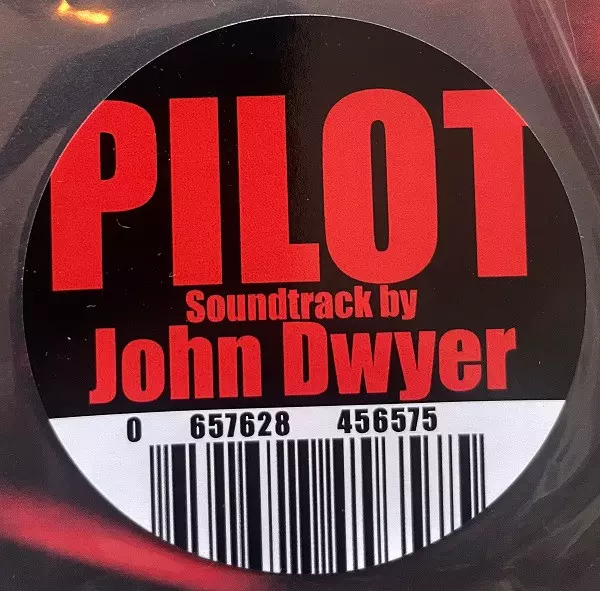 PILOT
Soundtrack by
John Dwyer
0 657628 456575